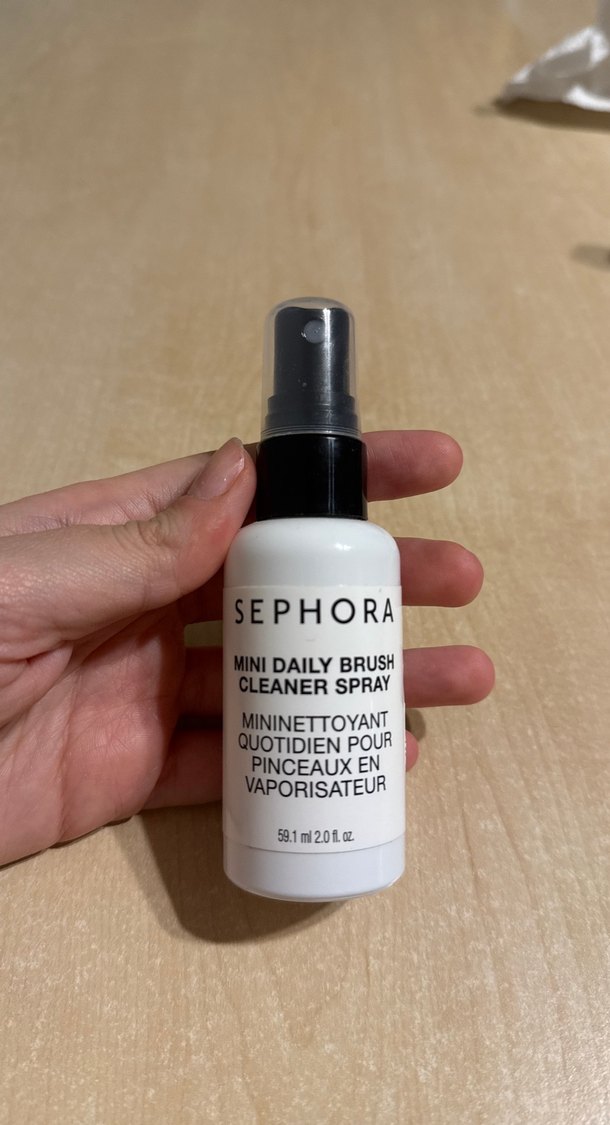 SEPHORA
MINI DAILY BRUSH
CLEANER SPRAY
MININETTOYANT
QUOTIDIEN POUR
PINCEAUX EN
VAPORISATEUR
59.1 ml 2.0 fl. oz.